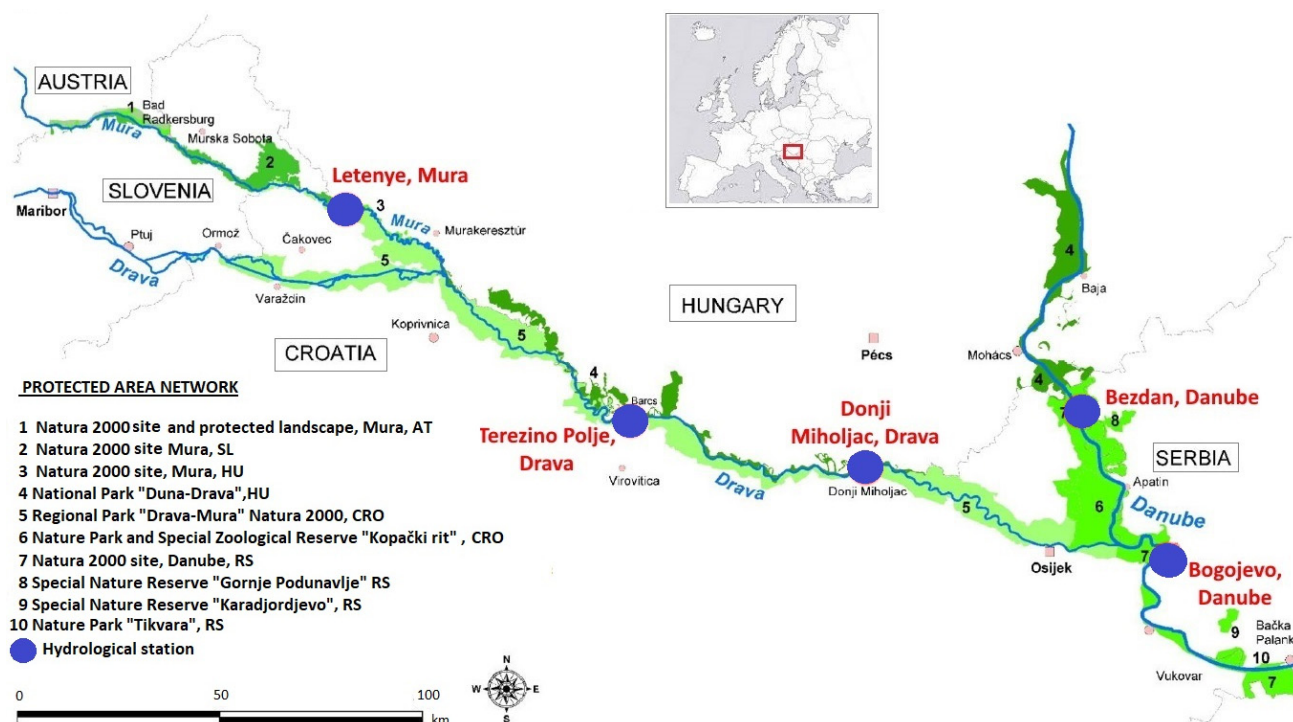 AUSTRIA
1
Bad
Radkersburg
Mura
Murska Sobota
2
SLOVENIA
Letenye, Mura
3
Mura
Murakeresztúr
Maribor
Ptuj
Ormož
Čakovec
Drava
5
Varaždin
4
Baja
HUNGARY
Koprivnica
5
CROATIA
Pécs
Mohács
4
4
Barcs
Terezino Polje,
Drava
Virovitica
Drava
Donji
Miholjac, Drava
Donji Miholjac
5
Bezdan, Danube
7
8
SERBIA
Apatin
6
Danube
Osijek
7
Bogojevo,
Danube
9
Bačka
Palank
10
Vukovar
7
PROTECTED AREA NETWORK
1 Natura 2000 site and protected landscape, Mura, AT
2 Natura 2000 site Mura, SL
3 Natura 2000 site, Mura, HU
4 National Park "Duna-Drava",HU
5 Regional Park "Drava-Mura" Natura 2000, CRO
6 Nature Park and Special Zoological Reserve "Kopački rit" , CRO
7 Natura 2000 site, Danube, RS
8 Special Nature Reserve "Gornje Podunavlje" RS
9 Special Nature Reserve "Karadjordjevo", RS
10 Nature Park "Tikvara", RS
Hydrological station
0 50 100
km
N
W E
S